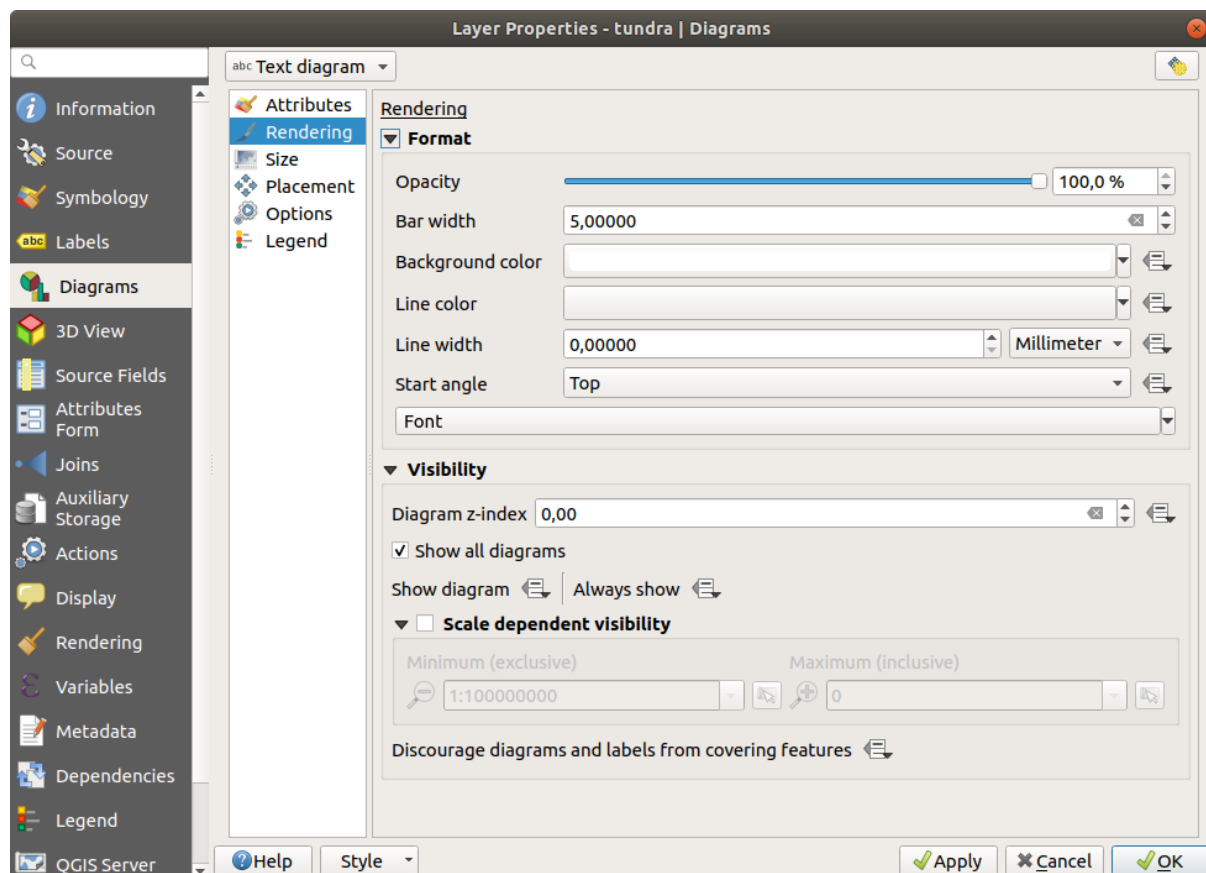 Layer Properties - tundra | Diagrams
abc Text diagram
Information
Source
Symbology
abc Labels
Diagrams
3D View
Source Fields
Attributes
Form
Joins
Auxiliary
Storage
Actions
Display
Rendering
Variables
Metadata
Dependencies
Legend
QGIS Server
Attributes
Rendering
Size
Placement
Options
Legend
Rendering
Format
Opacity 100,0 %
Bar width 5,00000
Background color
Line color
Line width 0,00000 Millimeter
Start angle Top
Font
Visibility
Diagram z-index 0,00
Show all diagrams
Show diagram Always show
Scale dependent visibility
Minimum (exclusive) Maximum (inclusive)
1:100000000 0
Discourage diagrams and labels from covering features
Help Style Apply Cancel OK